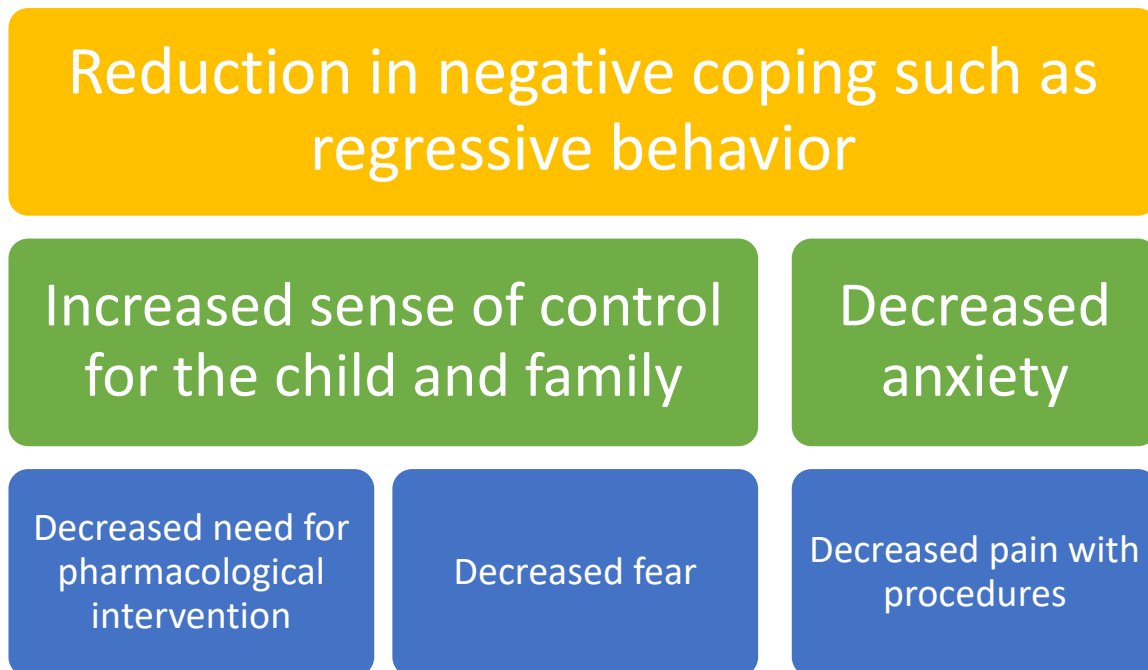 Reduction in negative coping such as
regressive behavior
Increased sense of control
for the child and family
Decreased
anxiety
Decreased need for
pharmacological
intervention
Decreased fear
Decreased pain with
procedures